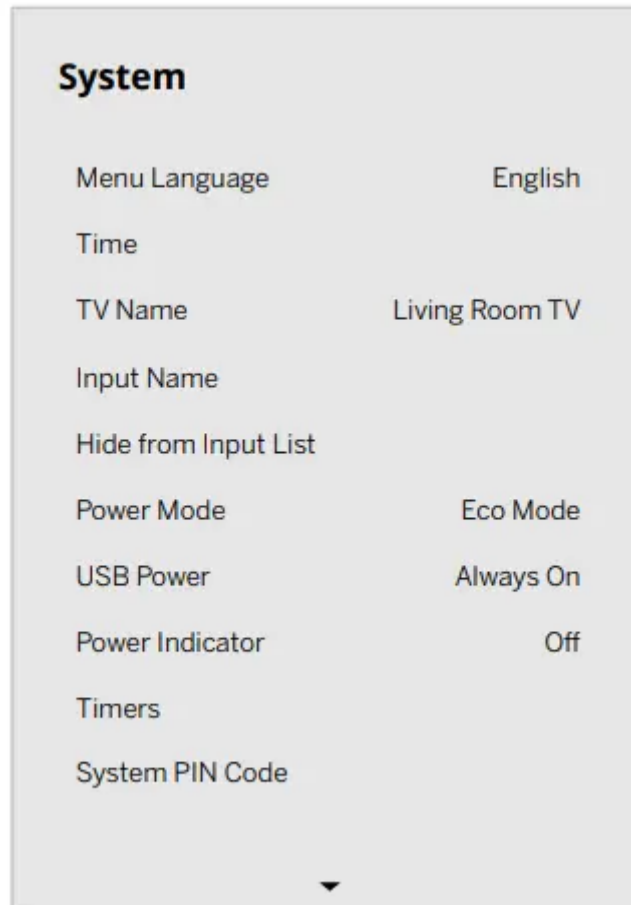 System
Menu Language English
Time
TV Name Living Room TV
Input Name
Hide from Input List
Power Mode Eco Mode
USB Power Always On
Power Indicator Off
Timers
System PIN Code